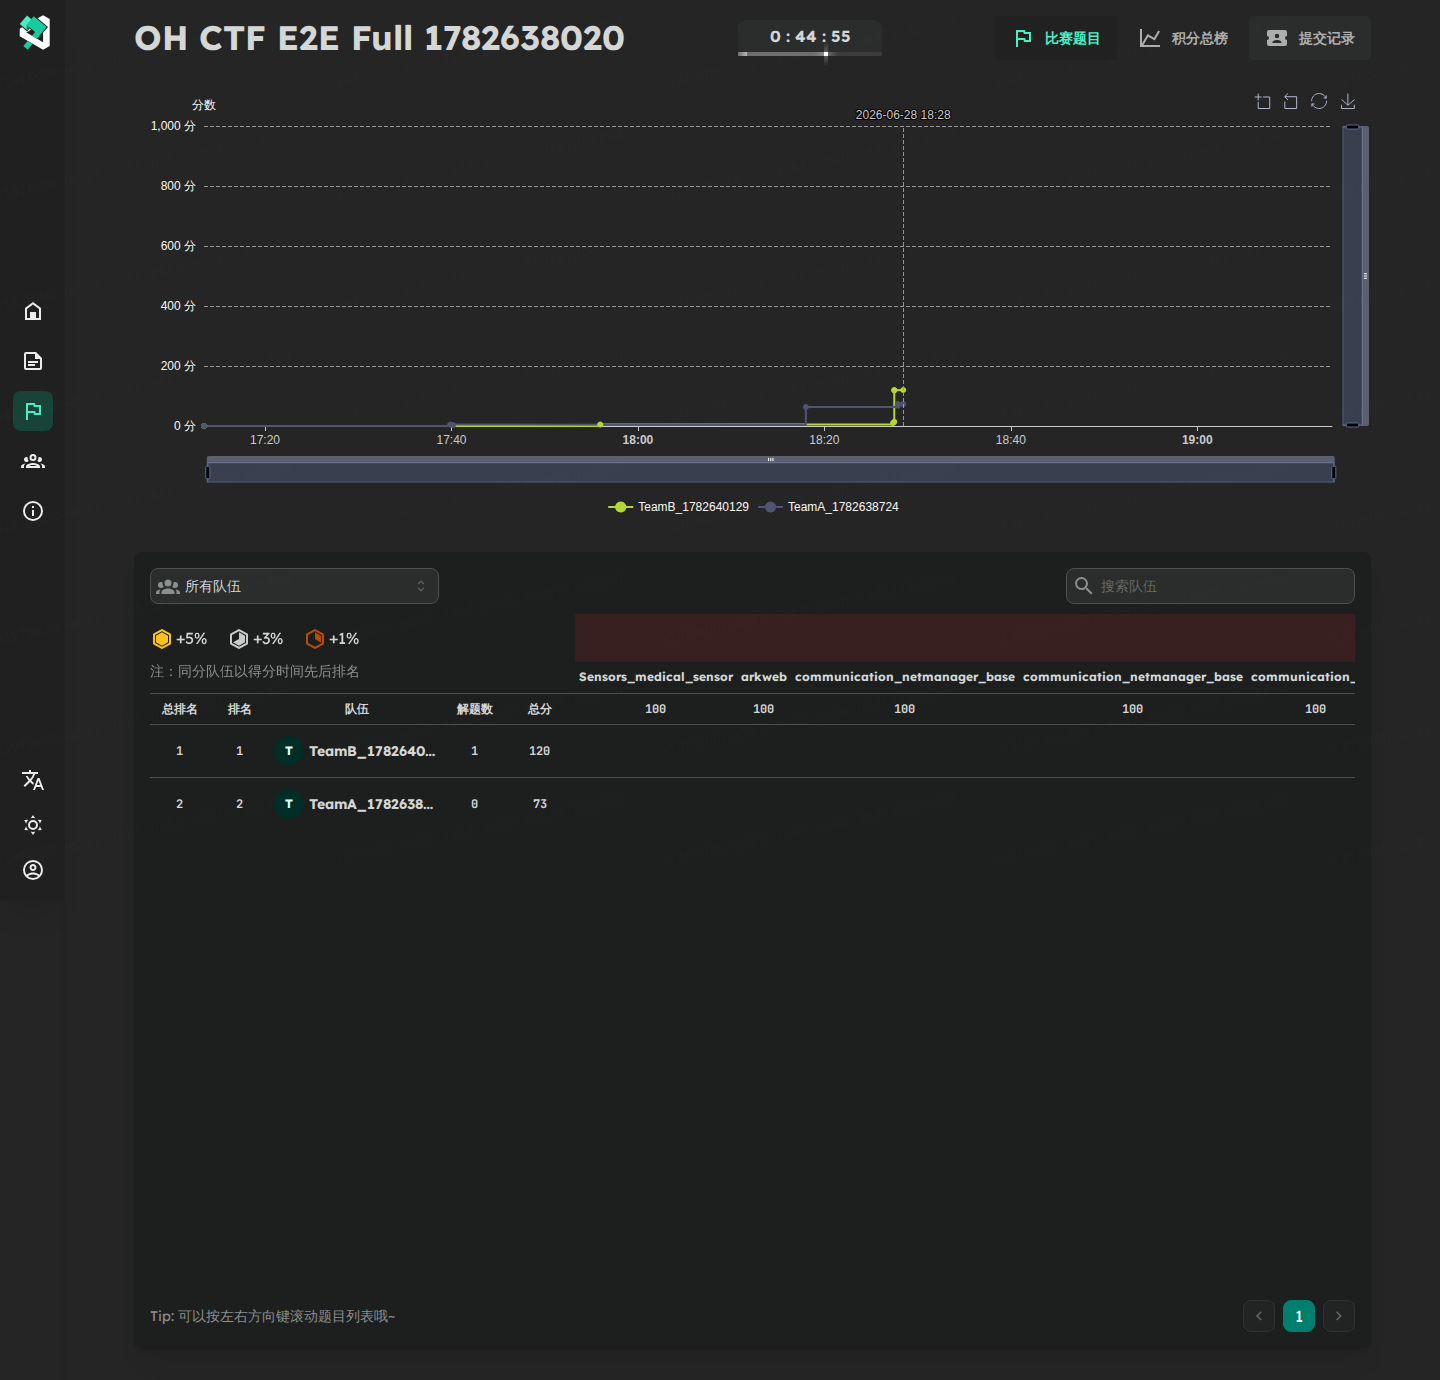 OH CTF E2E Full 1782638020
0 : 44 : 55
比赛题目
积分总榜
提交记录
分数
2026-06-28 18:28
1,000 分
800 分
600 分
400 分
200 分
0 分
17:20
17:40
18:00
18:20
18:40
19:00
TeamB_1782640129
TeamA_1782638724
所有队伍
搜索队伍
+5%
+3%
+1%
注：同分队伍以得分时间先后排名
Sensors_medical_sensor arkweb communication_netmanager_base communication_netmanager_base communication_
总排名 排名 队伍 解题数 总分 100 100 100 100 100
1 1 T TeamB_1782640... 1 120
2 2 T TeamA_1782638... 0 73
Tip: 可以按左右方向键滚动题目列表哦~
1